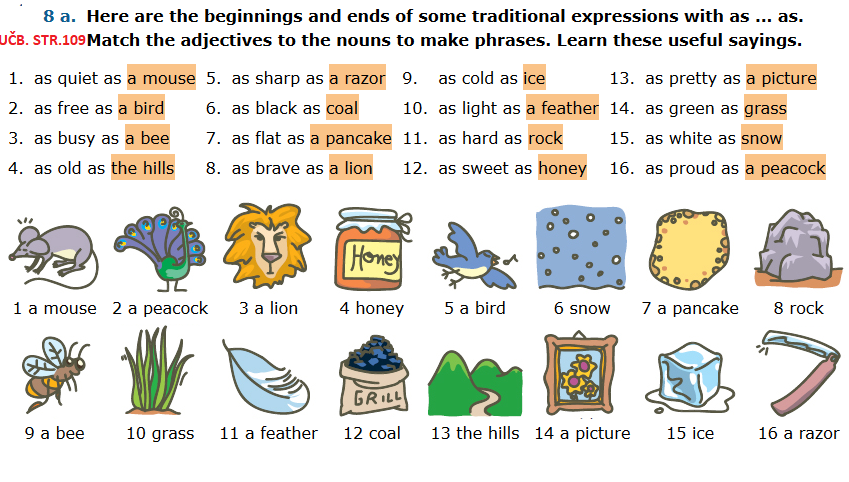 8 a. Here are the beginnings and ends of some traditional expressions with as ... as.
UČB. STR.109 Match the adjectives to the nouns to make phrases. Learn these useful sayings.
1. as quiet as a mouse 5. as sharp as a razor 9. as cold as ice 13. as pretty as a picture
2. as free as a bird 6. as black as coal 10. as light as a feather 14. as green as grass
3. as busy as a bee 7. as flat as a pancake 11. as hard as rock 15. as white as snow
4. as old as the hills 8. as brave as a lion 12. as sweet as honey 16. as proud as a peacock
Honey
1 a mouse 2 a peacock 3 a lion 4 honey 5 a bird 6 snow 7 a pancake 8 rock
GRILL
9 a bee 10 grass 11 a feather 12 coal 13 the hills 14 a picture 15 ice 16 a razor